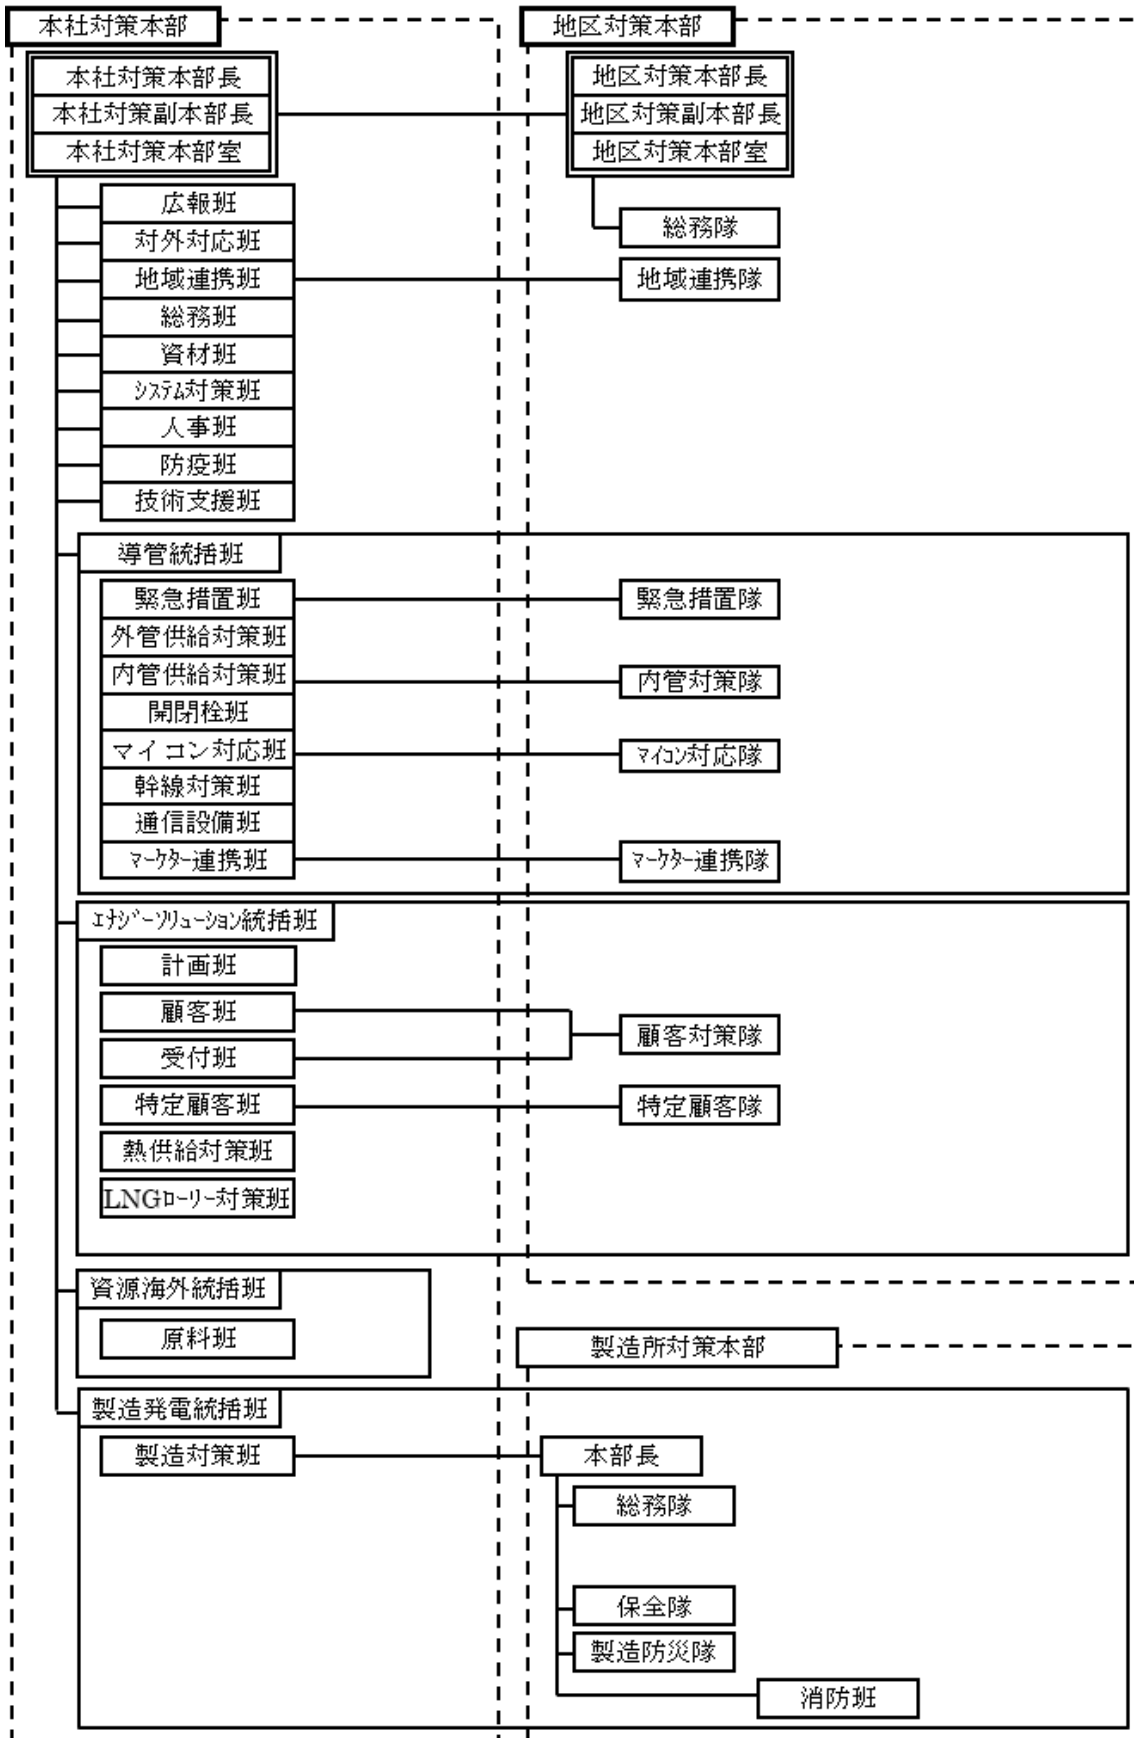 本社対策本部
地区対策本部
本社対策本部長
本社対策副本部長
本社対策本部室
地区対策本部長
地区対策副本部長
地区対策本部室
広報班
対外対応班
地域連携班
総務班
資材班
システム対策班
人事班
防疫班
技術支援班
総務隊
地域連携隊
導管統括班
緊急措置班
外管供給対策班
内管供給対策班
開閉栓班
マイコン対応班
幹線対策班
通信設備班
マーケター連携班
緊急措置隊
内管対策隊
マイコン対応隊
マーケター連携隊
エナジーソリューション統括班
計画班
顧客班
受付班
特定顧客班
熱供給対策班
LNGローリー対策班
顧客対策隊
特定顧客隊
資源海外統括班
原料班
製造所対策本部
製造発電統括班
製造対策班
本部長
総務隊
保全隊
製造防災隊
消防班